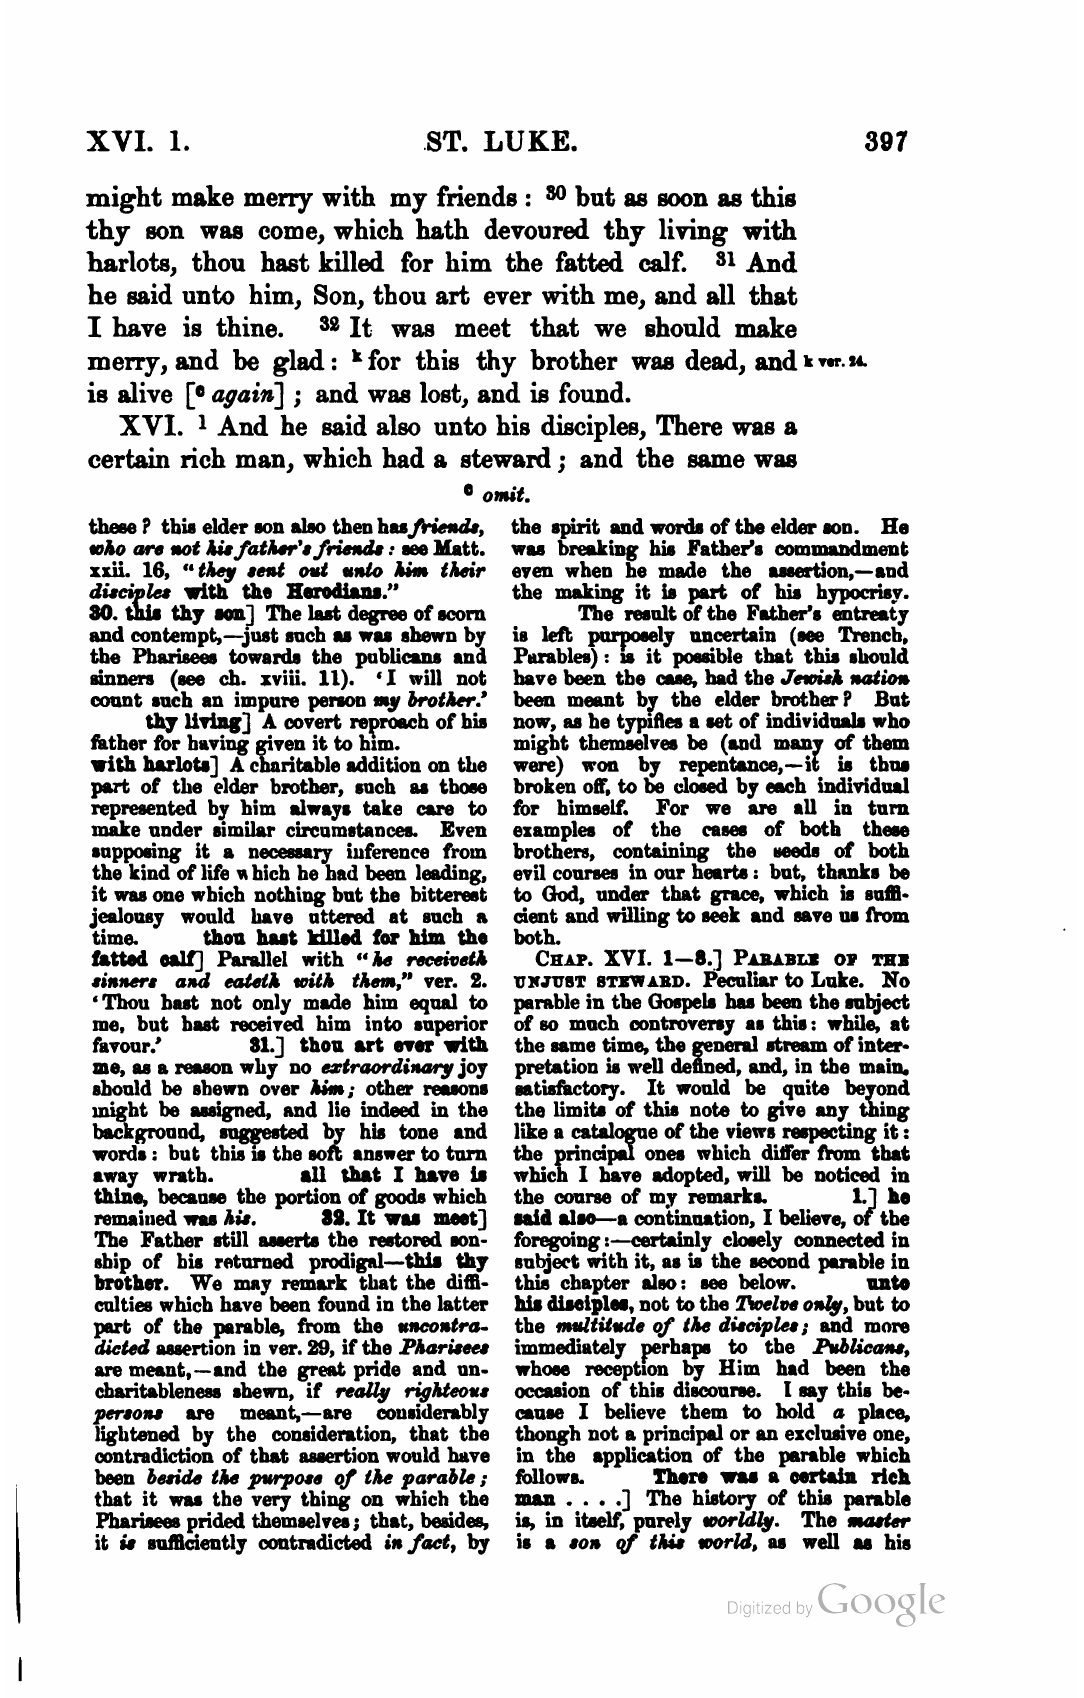 XVI. 1. ST. LUKE. 397
might make merry with my friends : 30 but as soon as this
thy son was come, which hath devoured thy living with
harlots, thou hast killed for him the fatted calf. 31 And
he said unto him, Son, thou art ever with me, and all that
I have is thine. 32 It was meet that we should make
merry, and be glad : k for this thy brother was dead, and k ver. 24.
is alive [e again] ; and was lost, and is found.
XVI. 1 And he said also unto his disciples, There was a
certain rich man, which had a steward ; and the same was
e omit.
these ? this elder son also then has friends,
who are not his father's friends : see Matt.
xxii. 16, “they sent out unto him their
disciples with the Herodians.”
30. this thy son] The last degree of scorn
and contempt,—just such as was shewn by
the Pharisees towards the publicans and
sinners (see ch. xviii. 11). ‘I will not
count such an impure person my brother.’
thy living] A covert reproach of his
father for having given it to him.
with harlots] A charitable addition on the
part of the elder brother, such as those
represented by him always take care to
make under similar circumstances. Even
supposing it a necessary inference from
the kind of life which he had been leading,
it was one which nothing but the bitterest
jealousy would have uttered at such a
time. thou hast killed for him the
fatted calf] Parallel with “he receiveth
sinners and eateth with them,” ver. 2.
‘Thou hast not only made him equal to
me, but hast received him into superior
favour.’ 31.] thou art ever with
me, as a reason why no extraordinary joy
should be shewn over him; other reasons
might be assigned, and lie indeed in the
background, suggested by his tone and
words : but this is the soft answer to turn
away wrath. all that I have is
thine, because the portion of goods which
remained was his. 32. It was meet]
The Father still asserts the restored son-
ship of his returned prodigal—this thy
brother. We may remark that the diffi-
culties which have been found in the latter
part of the parable, from the uncontra-
dicted assertion in ver. 29, if the Pharisees
are meant,—and the great pride and un-
charitableness shewn, if really righteous
persons are meant,—are considerably
lightened by the consideration, that the
contradiction of that assertion would have
been beside the purpose of the parable ;
that it was the very thing on which the
Pharisees prided themselves; that, besides,
it is sufficiently contradicted in fact, by
the spirit and words of the elder son. He
was breaking his Father's commandment
even when he made the assertion,—and
the making it is part of his hypocrisy.
The result of the Father's entreaty
is left purposely uncertain (see Trench,
Parables) : is it possible that this should
have been the case, had the Jewish nation
been meant by the elder brother ? But
now, as he typifies a set of individuals who
might themselves be (and many of them
were) won by repentance,—it is thus
broken off, to be closed by each individual
for himself. For we are all in turn
examples of the cases of both these
brothers, containing the seeds of both
evil courses in our hearts : but, thanks be
to God, under that grace, which is suffi-
cient and willing to seek and save us from
both.
CHAP. XVI. 1—8.] PARABLE OF THE
UNJUST STEWARD. Peculiar to Luke. No
parable in the Gospels has been the subject
of so much controversy as this : while, at
the same time, the general stream of inter-
pretation is well defined, and, in the main,
satisfactory. It would be quite beyond
the limits of this note to give any thing
like a catalogue of the views respecting it :
the principal ones which differ from that
which I have adopted, will be noticed in
the course of my remarks. 1.] he
said also—a continuation, I believe, of the
foregoing :—certainly closely connected in
subject with it, as is the second parable in
this chapter also : see below. unto
his disciples, not to the Twelve only, but to
the multitude of the disciples ; and more
immediately perhaps to the Publicans,
whose reception by Him had been the
occasion of this discourse. I say this be-
cause I believe them to hold a place,
though not a principal or an exclusive one,
in the application of the parable which
follows. There was a certain rich
man . . . .] The history of this parable
is, in itself, purely worldly. The master
is a son of this world, as well as his
Digitized by Google